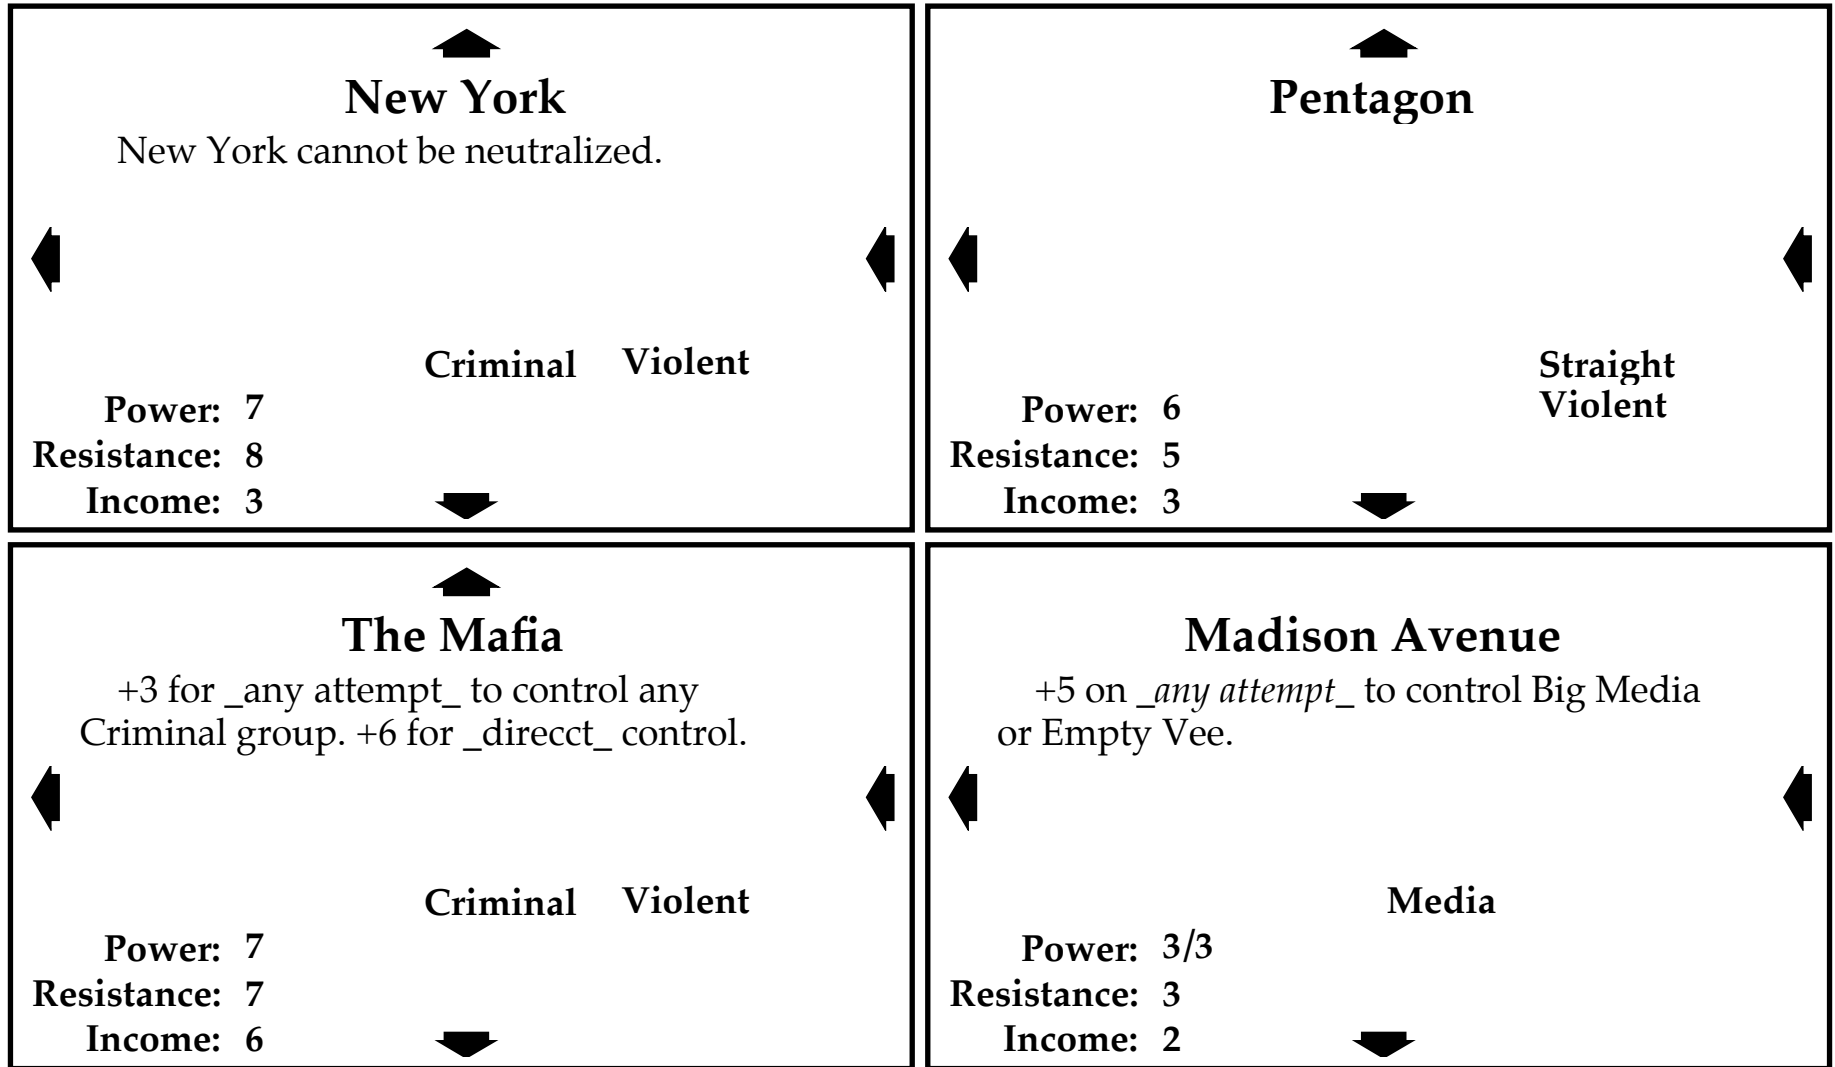 New York
New York cannot be neutralized.
Criminal Violent
Power: 7
Resistance: 8
Income: 3
Pentagon
Straight
Violent
Power: 6
Resistance: 5
Income: 3
The Mafia
+3 for _any attempt_ to control any
Criminal group. +6 for _direcct_ control.
Criminal Violent
Power: 7
Resistance: 7
Income: 6
Madison Avenue
+5 on _any attempt_ to control Big Media
or Empty Vee.
Media
Power: 3/3
Resistance: 3
Income: 2